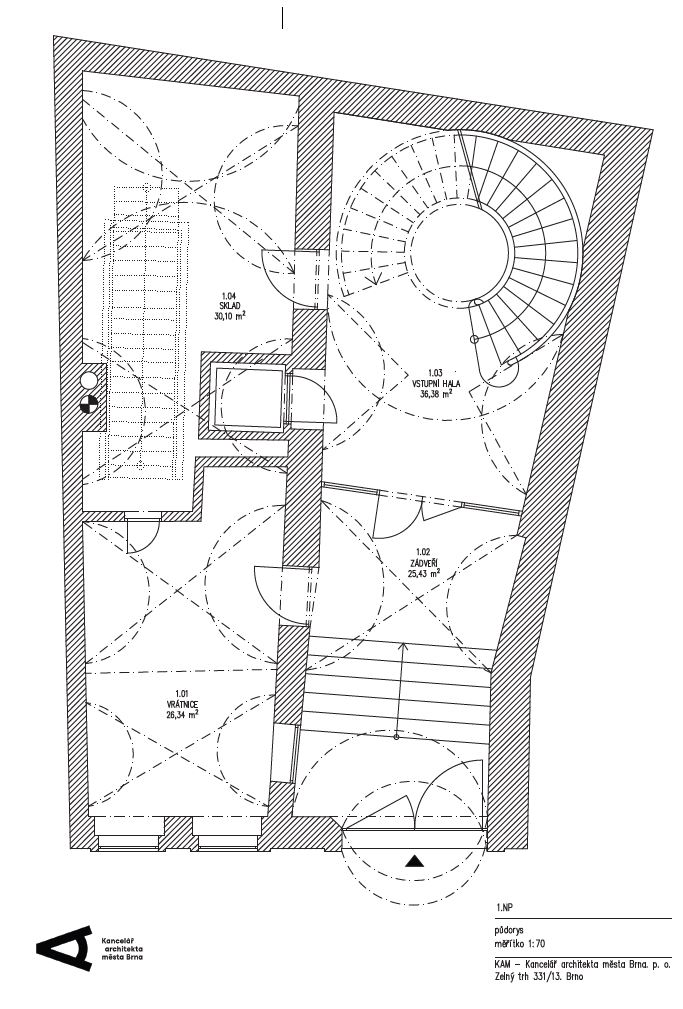 1.04
SKLAD
30,10 m²
1.03
VSTUPNÍ HALA
36,38 m²
1.02
ZÁDVEŘÍ
25,43 m²
1.01
VRÁTNICE
26,34 m²
1.NP
půdorys
měřítko 1:70
KAM – Kancelář architekta města Brna. p. o.
Zelný trh 331/13. Brno
Kancelář
architekta
města Brna